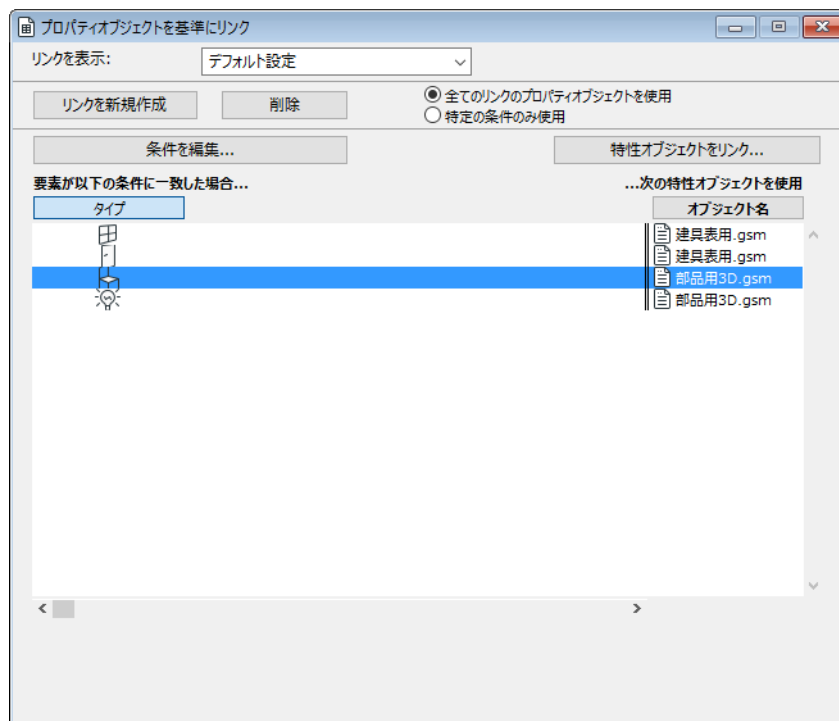 プロパティオブジェクトを基準にリンク
リンクを表示: デフォルト設定
リンクを新規作成 削除 全てのリンクのプロパティオブジェクトを使用
特定の条件のみ使用
条件を編集... 特性オブジェクトをリンク...
要素が以下の条件に一致した場合... ...次の特性オブジェクトを使用
タイプ オブジェクト名
建具表用.gsm
建具表用.gsm
部品用3D.gsm
部品用3D.gsm